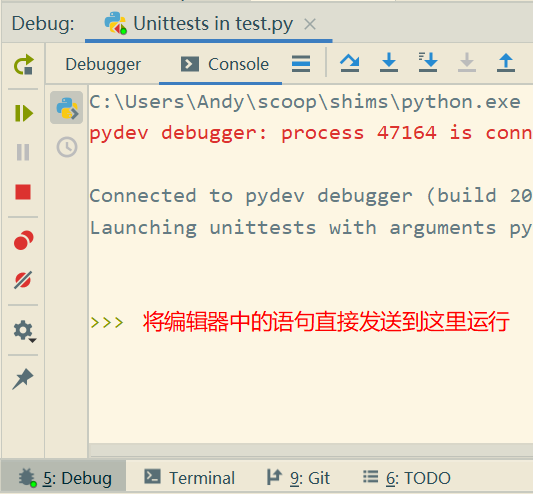 Debug: Unittests in test.py ×
Debugger Console
C:\Users\Andy\scoop\shims\python.exe
pydev debugger: process 47164 is conn
Connected to pydev debugger (build 20
Launching unittests with arguments py
>>> 将编辑器中的语句直接发送到这里运行
5: Debug Terminal 9: Git 6: TODO